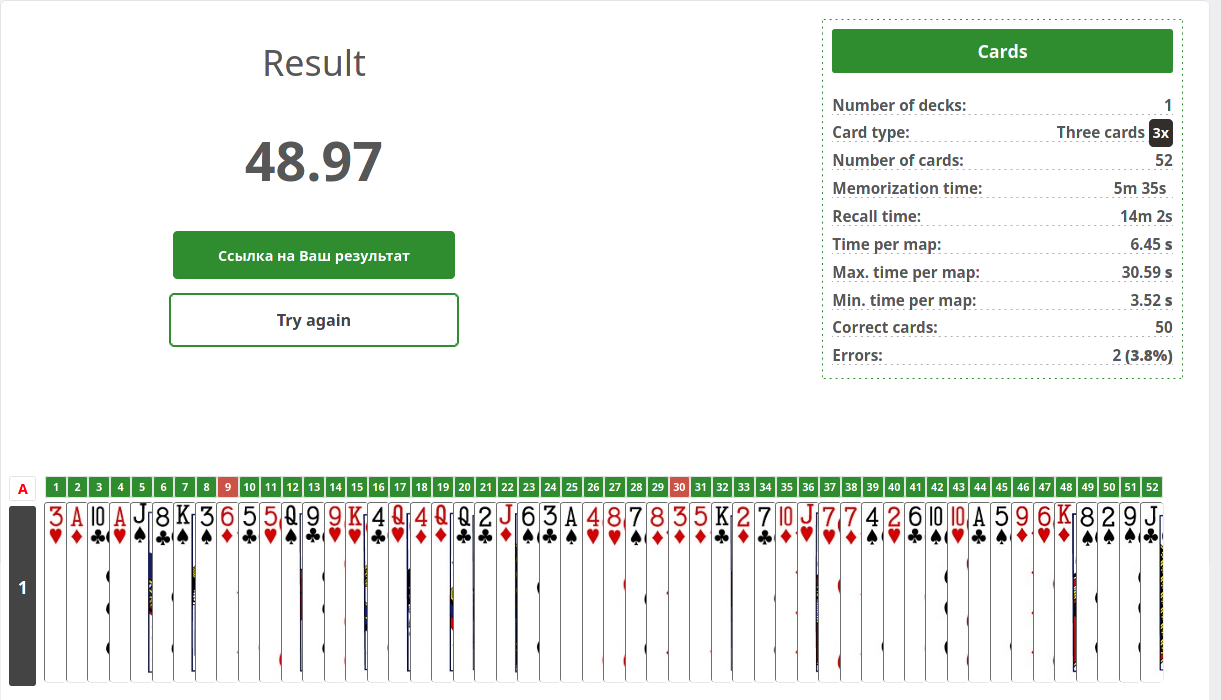 Result
48.97
Ссылка на Ваш результат
Try again
Cards
Number of decks: 1
Card type: Three cards 3x
Number of cards: 52
Memorization time: 5m 35s
Recall time: 14m 2s
Time per map: 6.45 s
Max. time per map: 30.59 s
Min. time per map: 3.52 s
Correct cards: 50
Errors: 2 (3.8%)
A 1 2 3 4 5 6 7 8 9 10 11 12 13 14 15 16 17 18 19 20 21 22 23 24 25 26 27 28 29 30 31 32 33 34 35 36 37 38 39 40 41 42 43 44 45 46 47 48 49 50 51 52
3 A 10 A J 8 K 3 6 5 5 Q 9 9 K 4 Q 4 Q Q 2 J 6 3 A 4 8 7 8 3 5 K 2 7 10 J 7 7 4 2 6 10 10 A 5 9 6 K 8 2 9 J
1